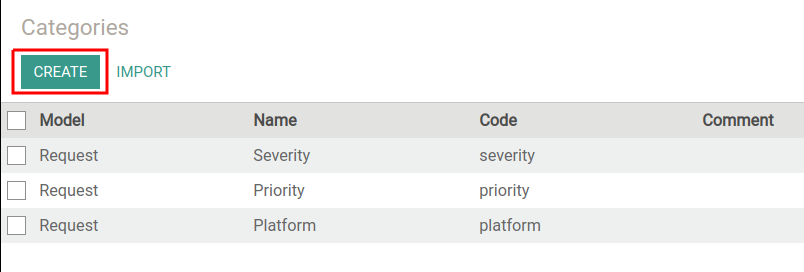 Categories
CREATE IMPORT
Model Name Code Comment
Request Severity severity
Request Priority priority
Request Platform platform